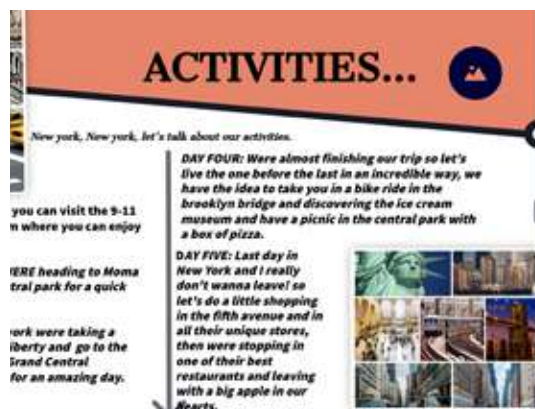 ACTIVITIES...
New york, New york, let's talk about our activities.
you can visit the 9-11
where you can enjoy
WERE heading to Moma
tral park for a quick
york were taking a
iberty and go to the
Grand Central
for an amazing day.
DAY FOUR: Were almost finishing our trip so let's
live the one before the last in an incredible way, we
have the idea to take you in a bike ride in the
brooklyn bridge and discovering the ice cream
museum and have a picnic in the central park with
a box of pizza.
DAY FIVE: Last day in
New York and I really
don't wanna leave! so
let's do a little shopping
in the fifth avenue and in
all their unique stores,
then were stopping in
one of their best
restaurants and leaving
with a big apple in our
Hearts.